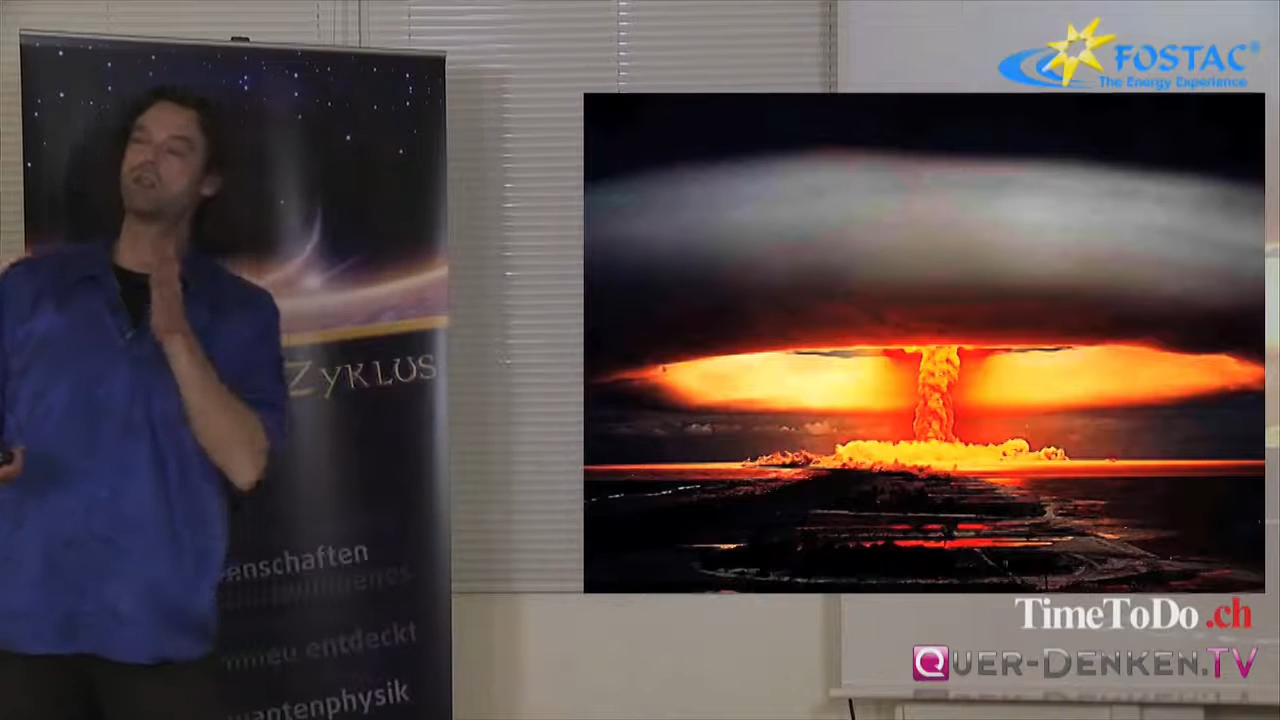 FOSTAC®
The Energy Experience
ZYKLUS
enschaften
neu entdeckt
antenphysik
TimeToDo.ch
QUER-DENKEN.TV